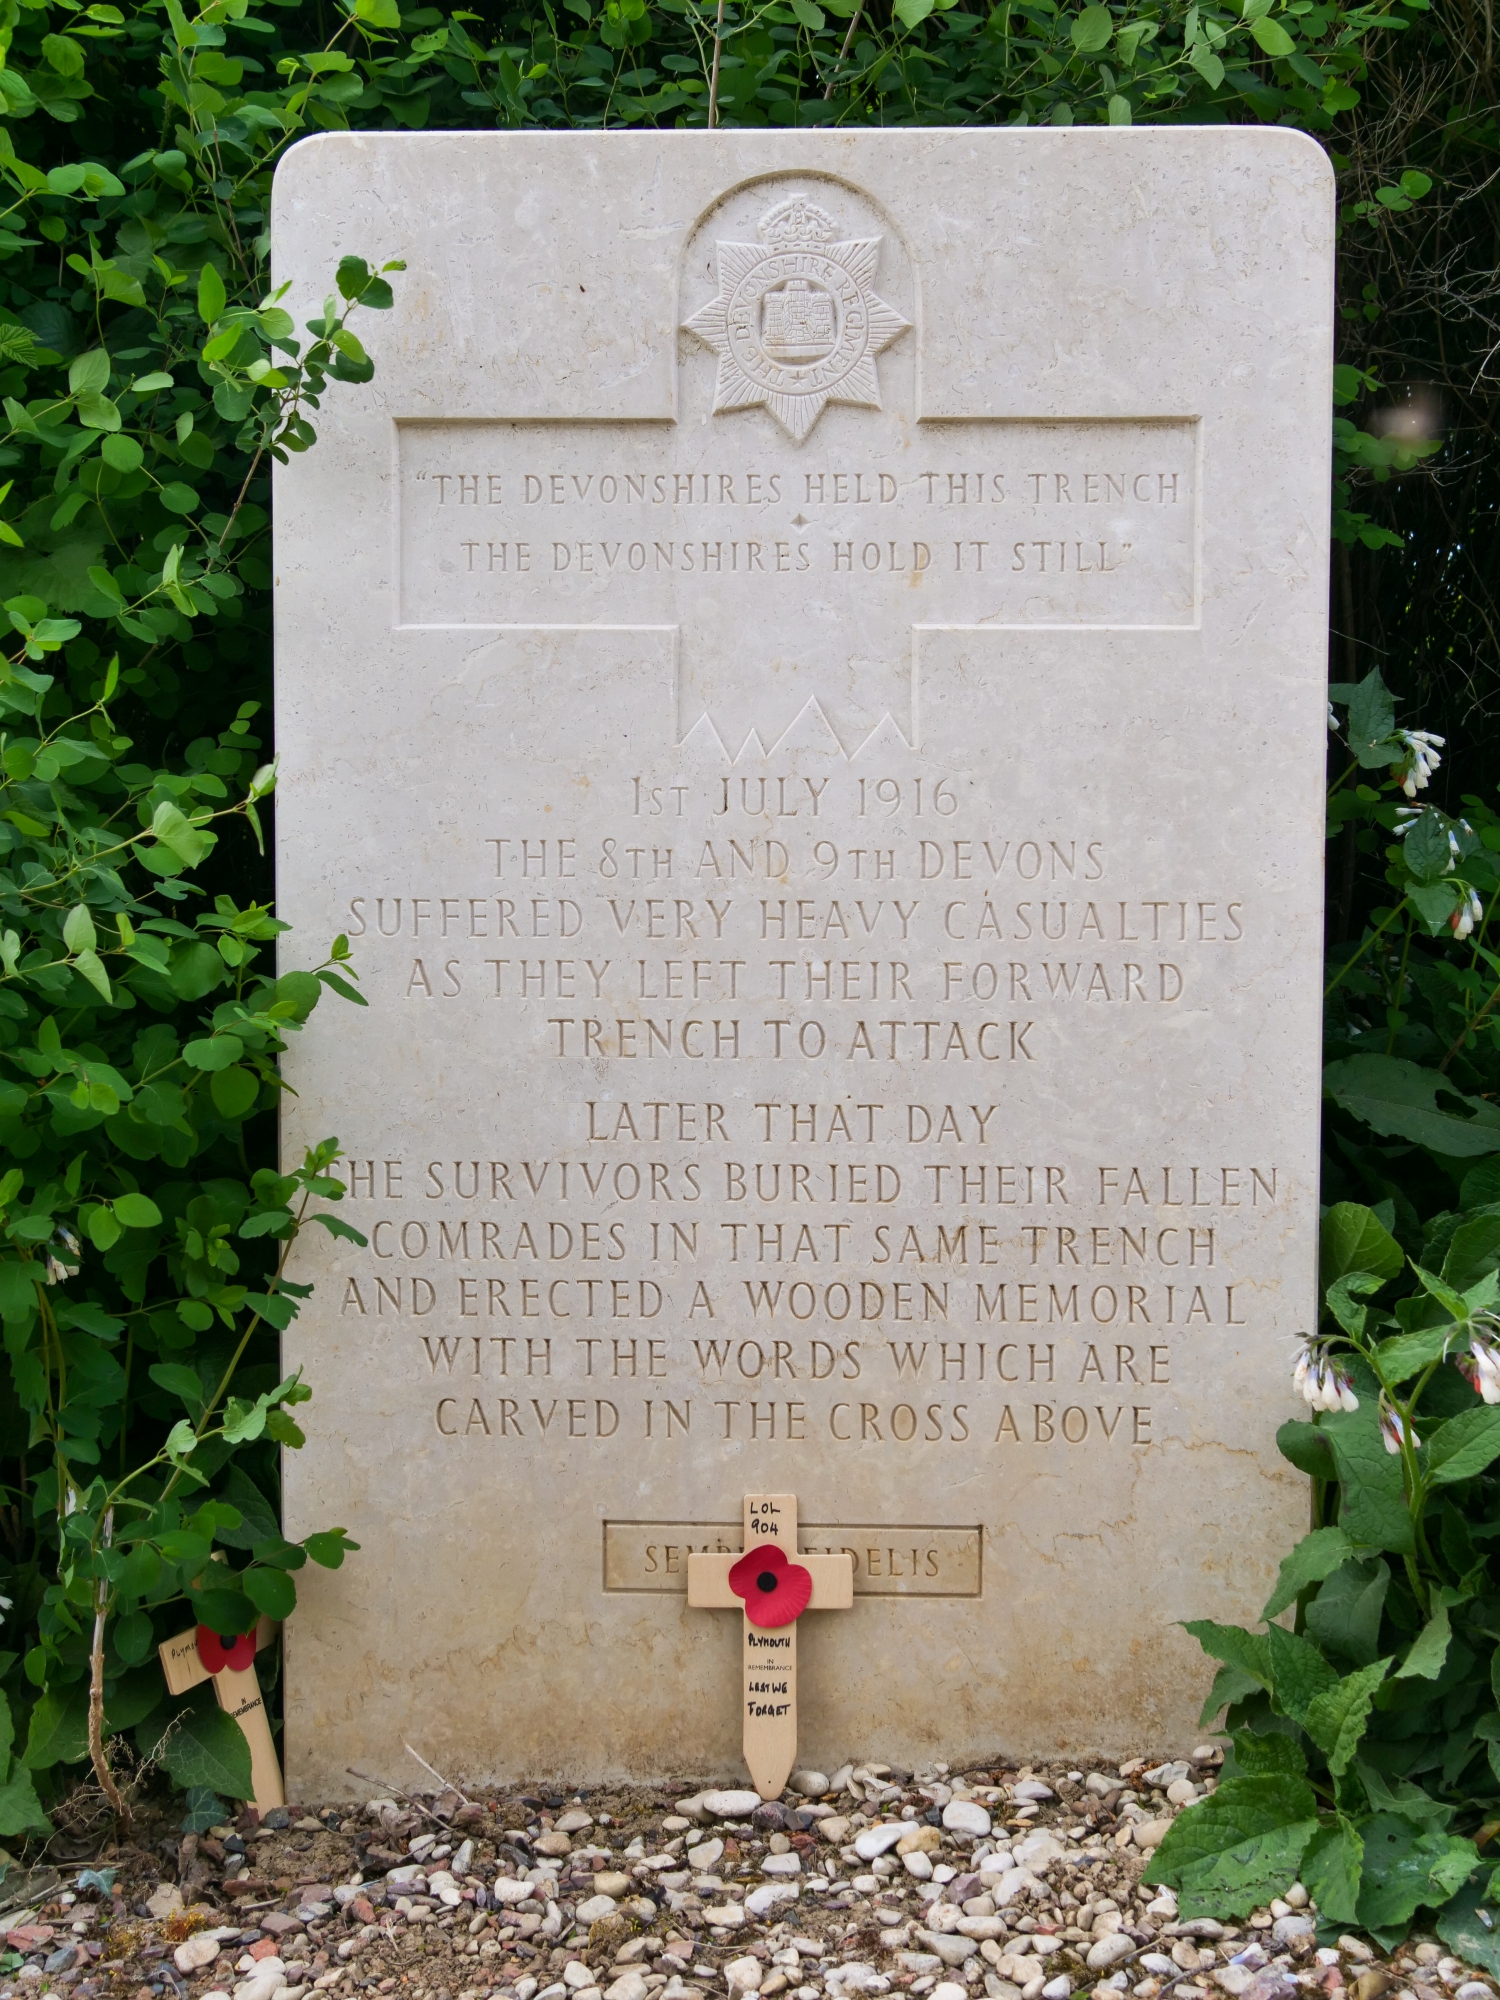 THE DEVONSHIRE REGIMENT
“THE DEVONSHIRES HELD THIS TRENCH
THE DEVONSHIRES HOLD IT STILL”
1ST JULY 1916
THE 8TH AND 9TH DEVONS
SUFFERED VERY HEAVY CASUALTIES
AS THEY LEFT THEIR FORWARD
TRENCH TO ATTACK
LATER THAT DAY
THE SURVIVORS BURIED THEIR FALLEN
COMRADES IN THAT SAME TRENCH
AND ERECTED A WOODEN MEMORIAL
WITH THE WORDS WHICH ARE
CARVED IN THE CROSS ABOVE
LOL
904
FIDELIS
PLYMOUTH
IN
REMEMBRANCE
LEST WE
FORGET
IN
REMEMBRANCE